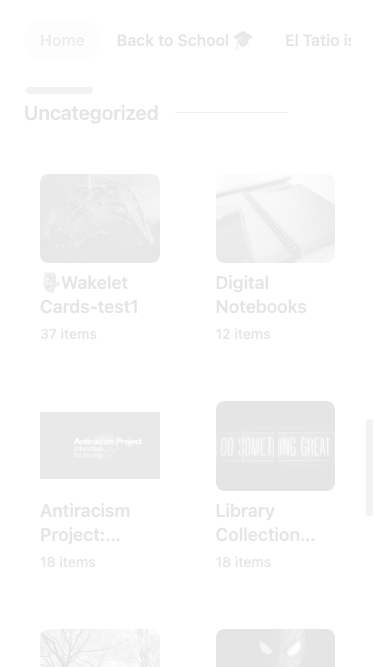 Home Back to School 🎓 El Tatio is
Uncategorized
Wakelet Digital
Cards-test1 Notebooks
37 items 12 items
Antiracism Project
DO SOMETHING GREAT
Antiracism Library
Project:... Collection...
18 items 18 items